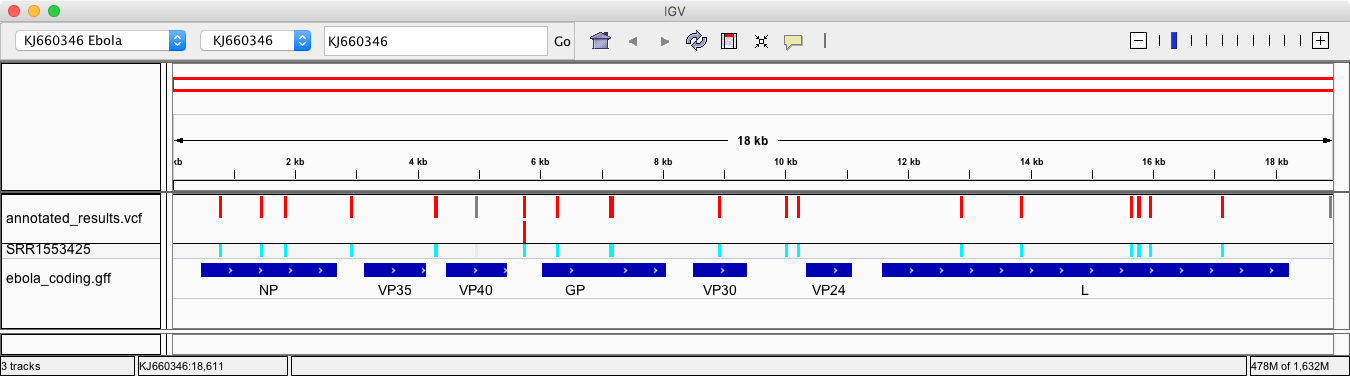 IGV
KJ660346 Ebola KJ660346 KJ660346 Go
18 kb
kb 2 kb 4 kb 6 kb 8 kb 10 kb 12 kb 14 kb 16 kb 18 kb
annotated_results.vcf
SRR1553425
ebola_coding.gff
NP VP35 VP40 GP VP30 VP24 L
3 tracks KJ660346:18,611 478M of 1,632M